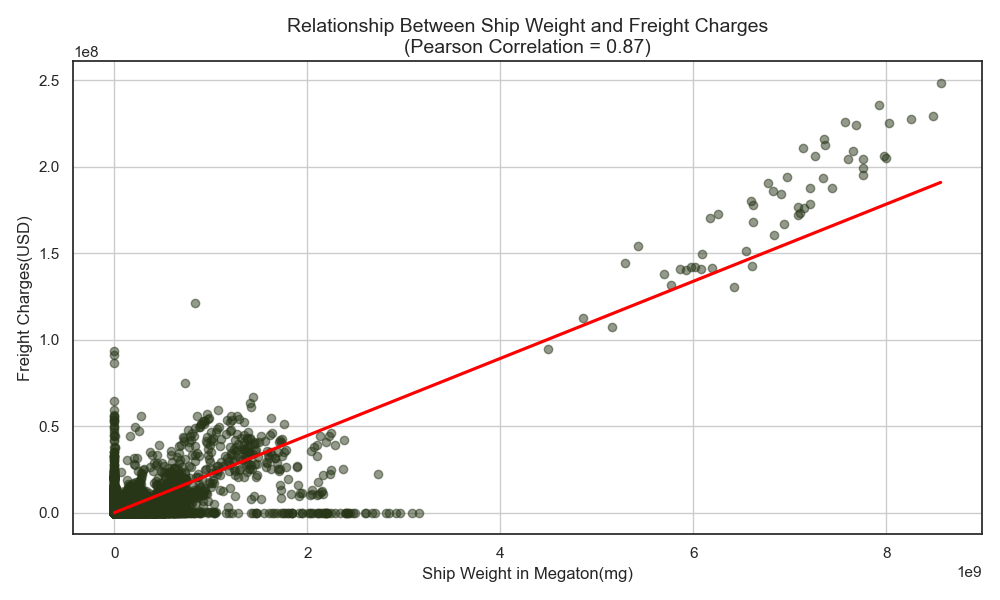 Relationship Between Ship Weight and Freight Charges
(Pearson Correlation = 0.87)
1e8
2.5
2.0
1.5
1.0
0.5
0.0
Freight Charges(USD)
0 2 4 6 8
1e9
Ship Weight in Megaton(mg)